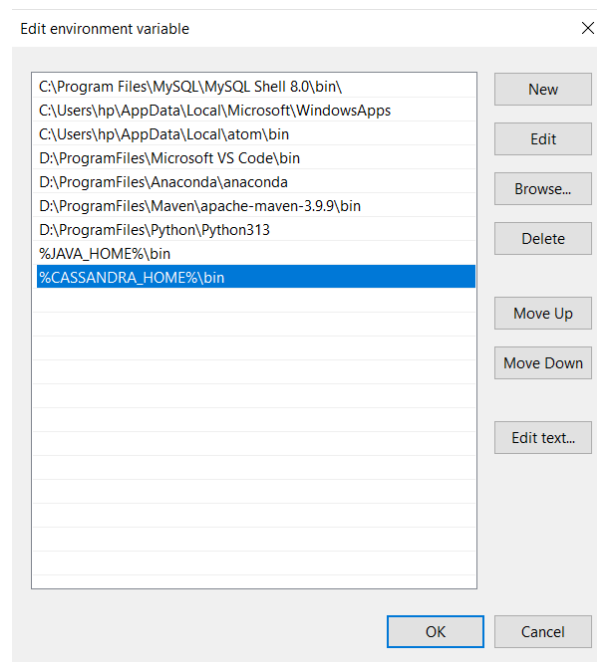 Edit environment variable
C:\Program Files\MySQL\MySQL Shell 8.0\bin\
C:\Users\hp\AppData\Local\Microsoft\WindowsApps
C:\Users\hp\AppData\Local\atom\bin
D:\ProgramFiles\Microsoft VS Code\bin
D:\ProgramFiles\Anaconda\anaconda
D:\ProgramFiles\Maven\apache-maven-3.9.9\bin
D:\ProgramFiles\Python\Python313
%JAVA_HOME%\bin
%CASSANDRA_HOME%\bin
New
Edit
Browse...
Delete
Move Up
Move Down
Edit text...
OK
Cancel